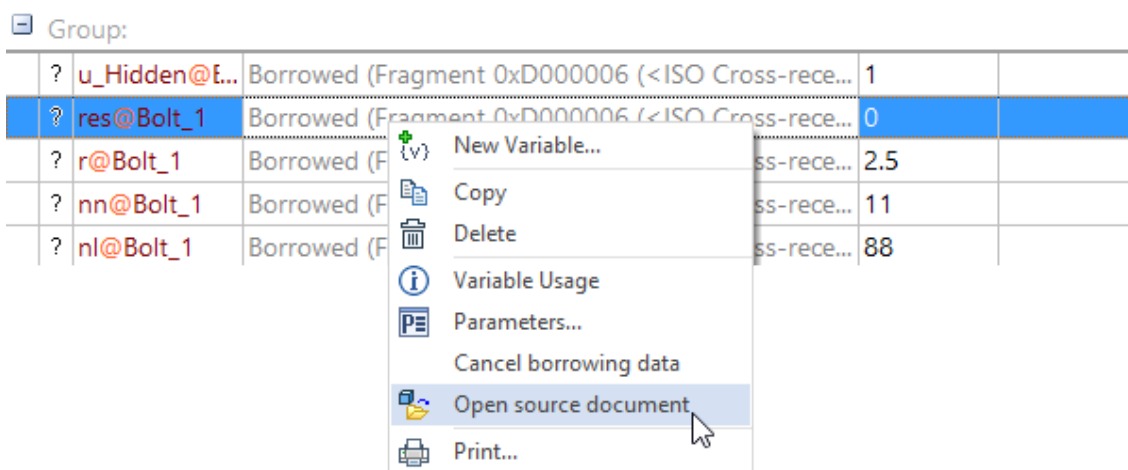 Group:
? u_Hidden@E... Borrowed (Fragment 0xD000006 (<ISO Cross-rece... 1
? res@Bolt_1 Borrowed (Fragment 0xD000006 (<ISO Cross-rece... 0
? r@Bolt_1 Borrowed (F ss-rece... 2.5
? nn@Bolt_1 Borrowed (F ss-rece... 11
? nl@Bolt_1 Borrowed (F ss-rece... 88
New Variable...
Copy
Delete
Variable Usage
Parameters...
Cancel borrowing data
Open source document
Print...